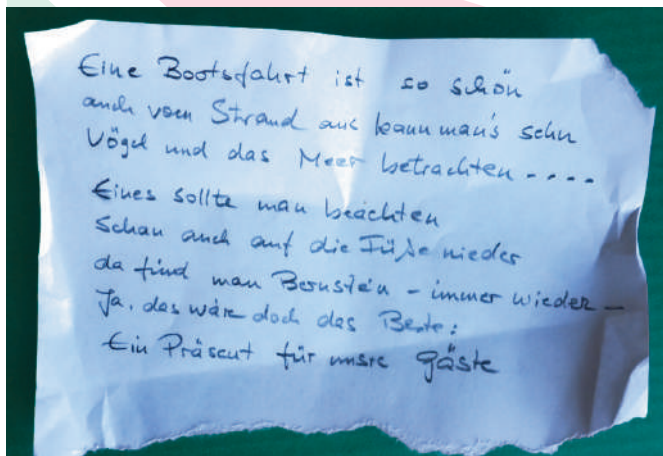 Eine Bootsfahrt ist so schön
auch vom Strand aus kann man's sehn
Vögel und das Meer betrachten - - - -
Eines sollte man beachten
Schau auch auf die Füße nieder
da find man Bernstein - immer wieder -
Ja, das wäre doch das Beste:
Ein Präsent für unsre Gäste